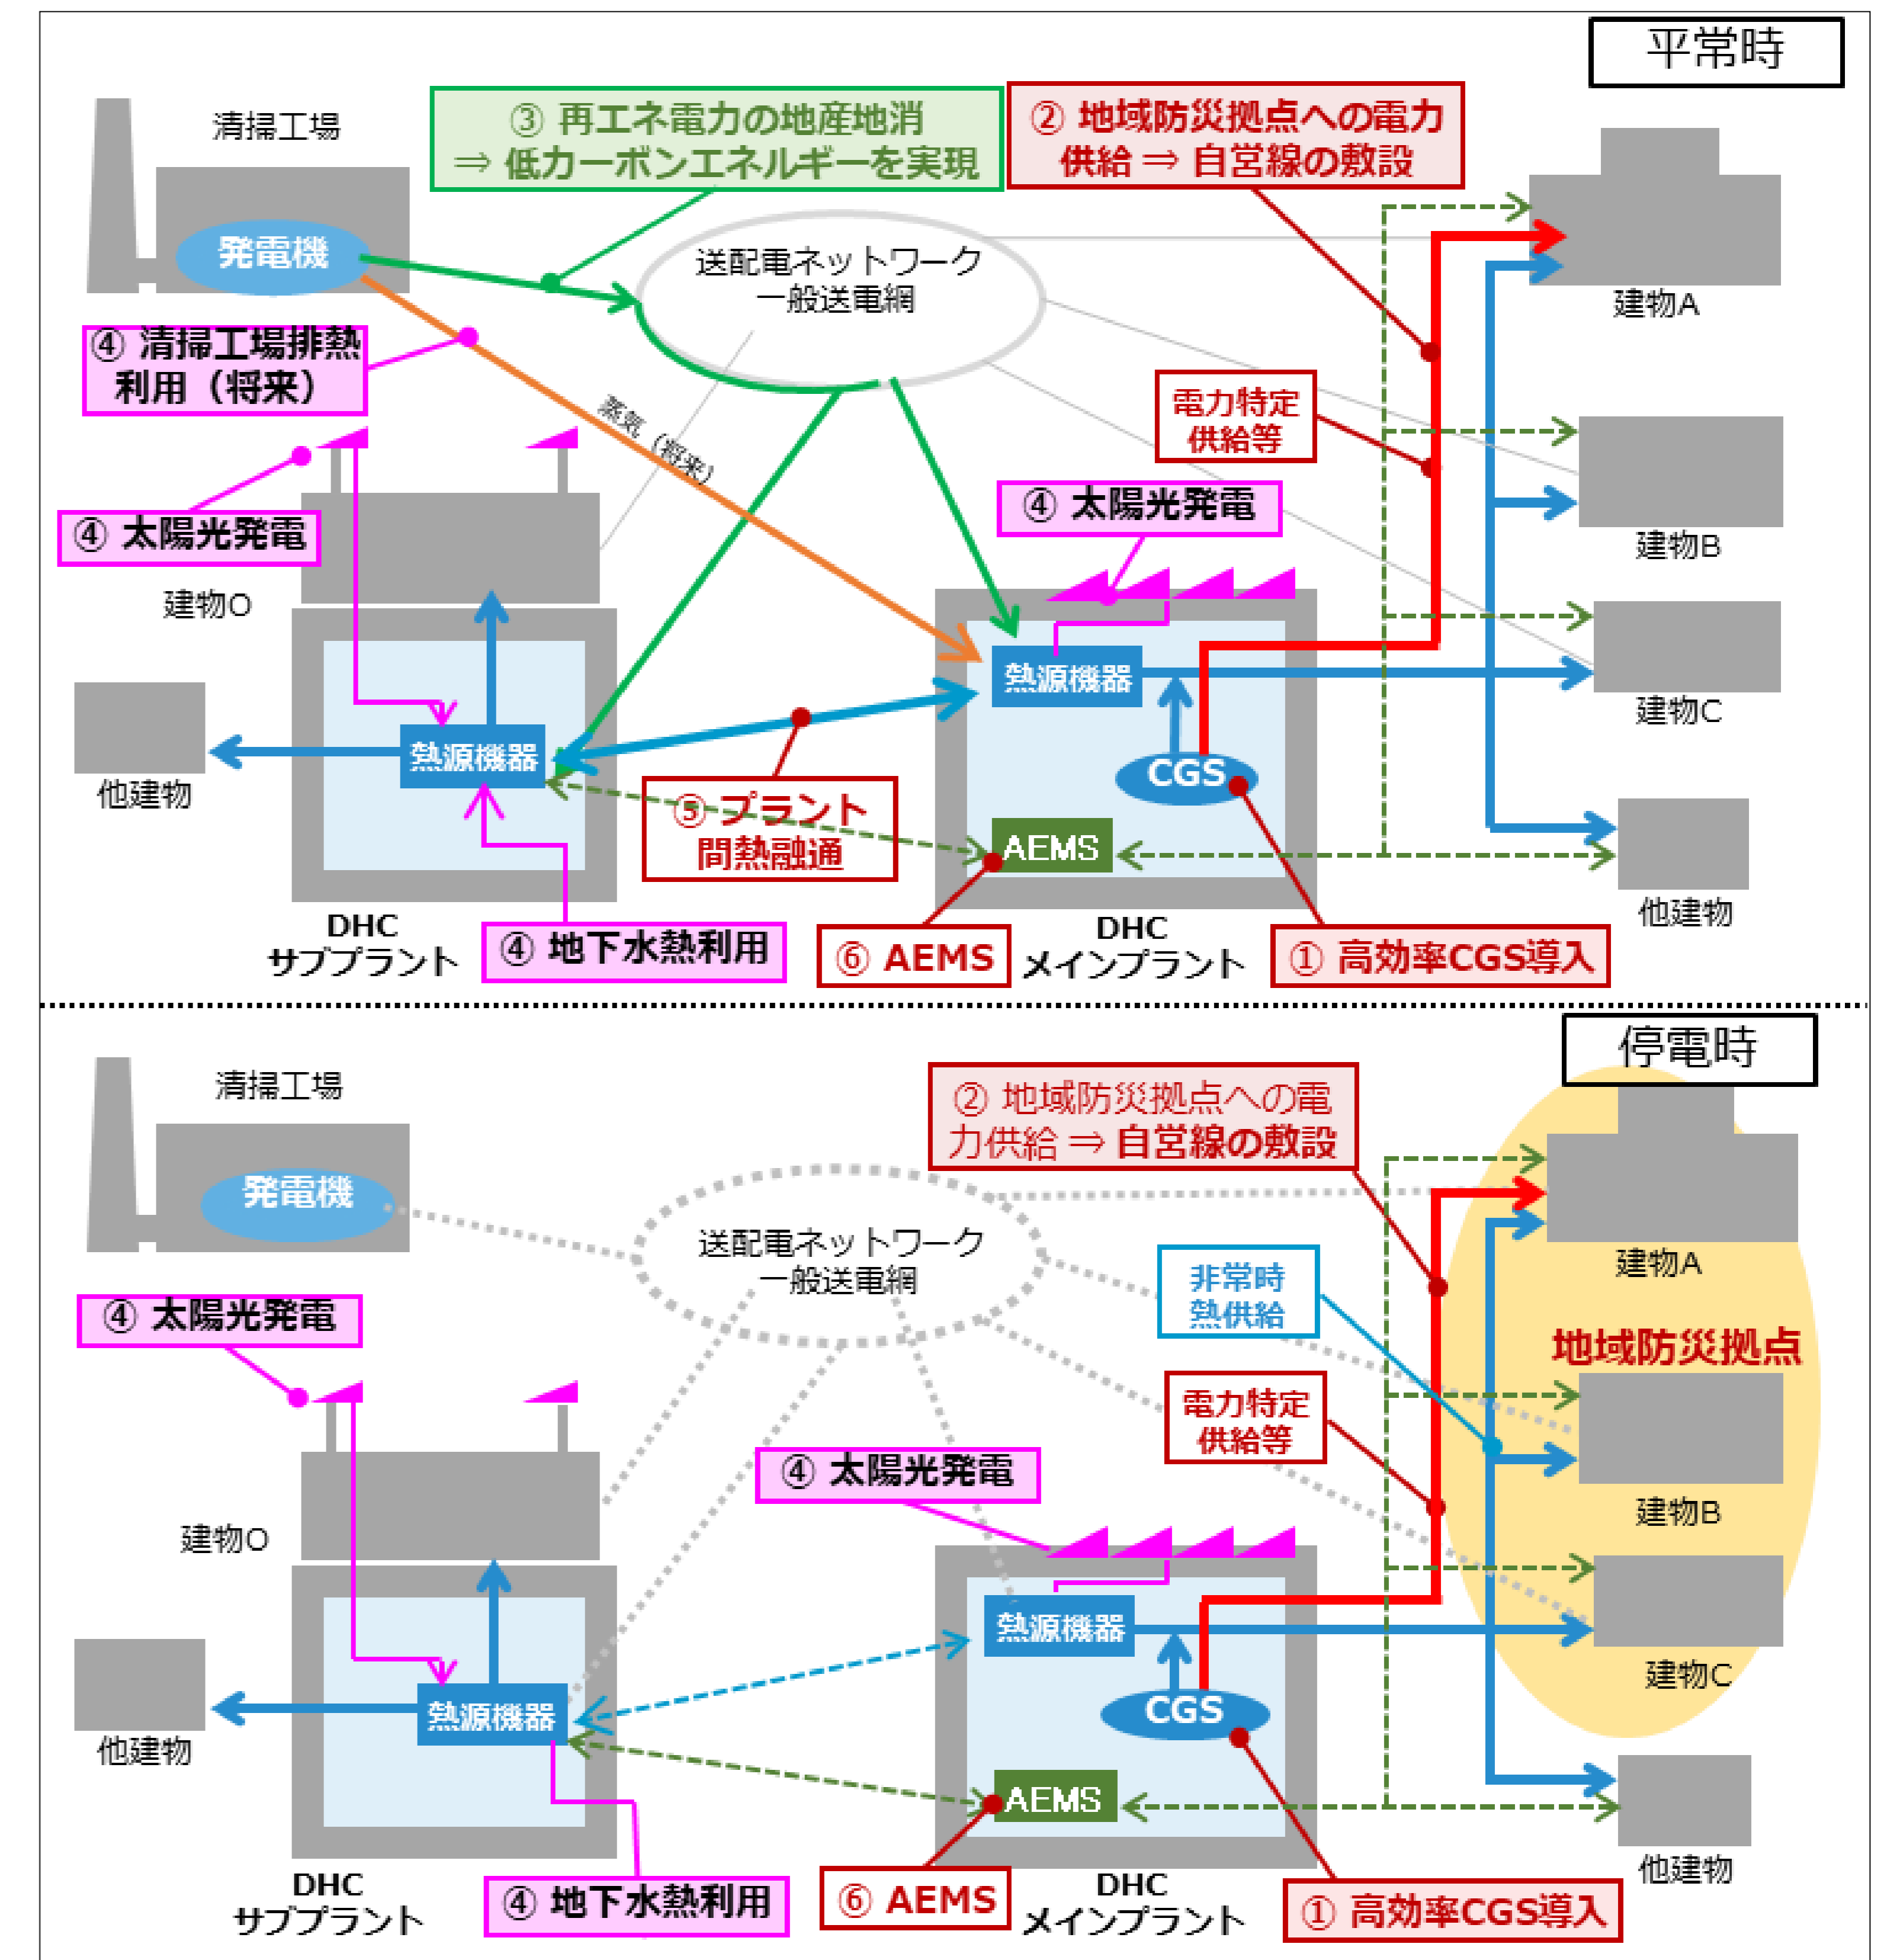 平常時
清掃工場
③ 再エネ電力の地産地消
⇒ 低カーボンエネルギーを実現
② 地域防災拠点への電力
供給 ⇒ 自営線の敷設
発電機
送配電ネットワーク
一般送電網
建物A
④ 清掃工場排熱
利用（将来）
蒸気（将来）
電力特定
供給等
④ 太陽光発電
④ 太陽光発電
建物B
建物O
熱源機器
建物C
熱源機器
CGS
他建物
⑤ プラント
間熱融通
AEMS
他建物
DHC
サブプラント
④ 地下水熱利用
⑥ AEMS
DHC
メインプラント
① 高効率CGS導入
停電時
清掃工場
② 地域防災拠点への電
力供給 ⇒ 自営線の敷設
発電機
送配電ネットワーク
一般送電網
建物A
非常時
熱供給
④ 太陽光発電
地域防災拠点
電力特定
供給等
④ 太陽光発電
建物B
建物O
熱源機器
建物C
熱源機器
CGS
他建物
AEMS
他建物
DHC
サブプラント
④ 地下水熱利用
⑥ AEMS
DHC
メインプラント
① 高効率CGS導入